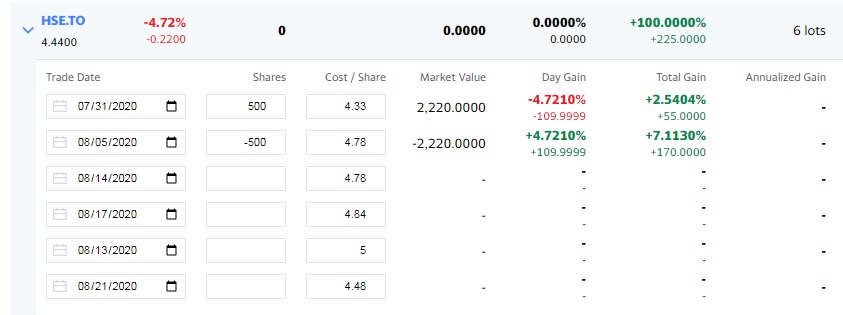 HSE.TO -4.72% 0 0.0000 0.0000% +100.0000% 6 lots
4.4400 -0.2200 0.0000 +225.0000
Trade Date Shares Cost / Share Market Value Day Gain Total Gain Annualized Gain
07/31/2020 500 4.33 2,220.0000 -4.7210% +2.5404% -
-109.9999 +55.0000
08/05/2020 -500 4.78 -2,220.0000 +4.7210% +7.1130% -
+109.9999 +170.0000
08/14/2020 4.78 - - - -
- -
08/17/2020 4.84 - - - -
- -
08/13/2020 5 - - - -
- -
08/21/2020 4.48 - - - -
- -